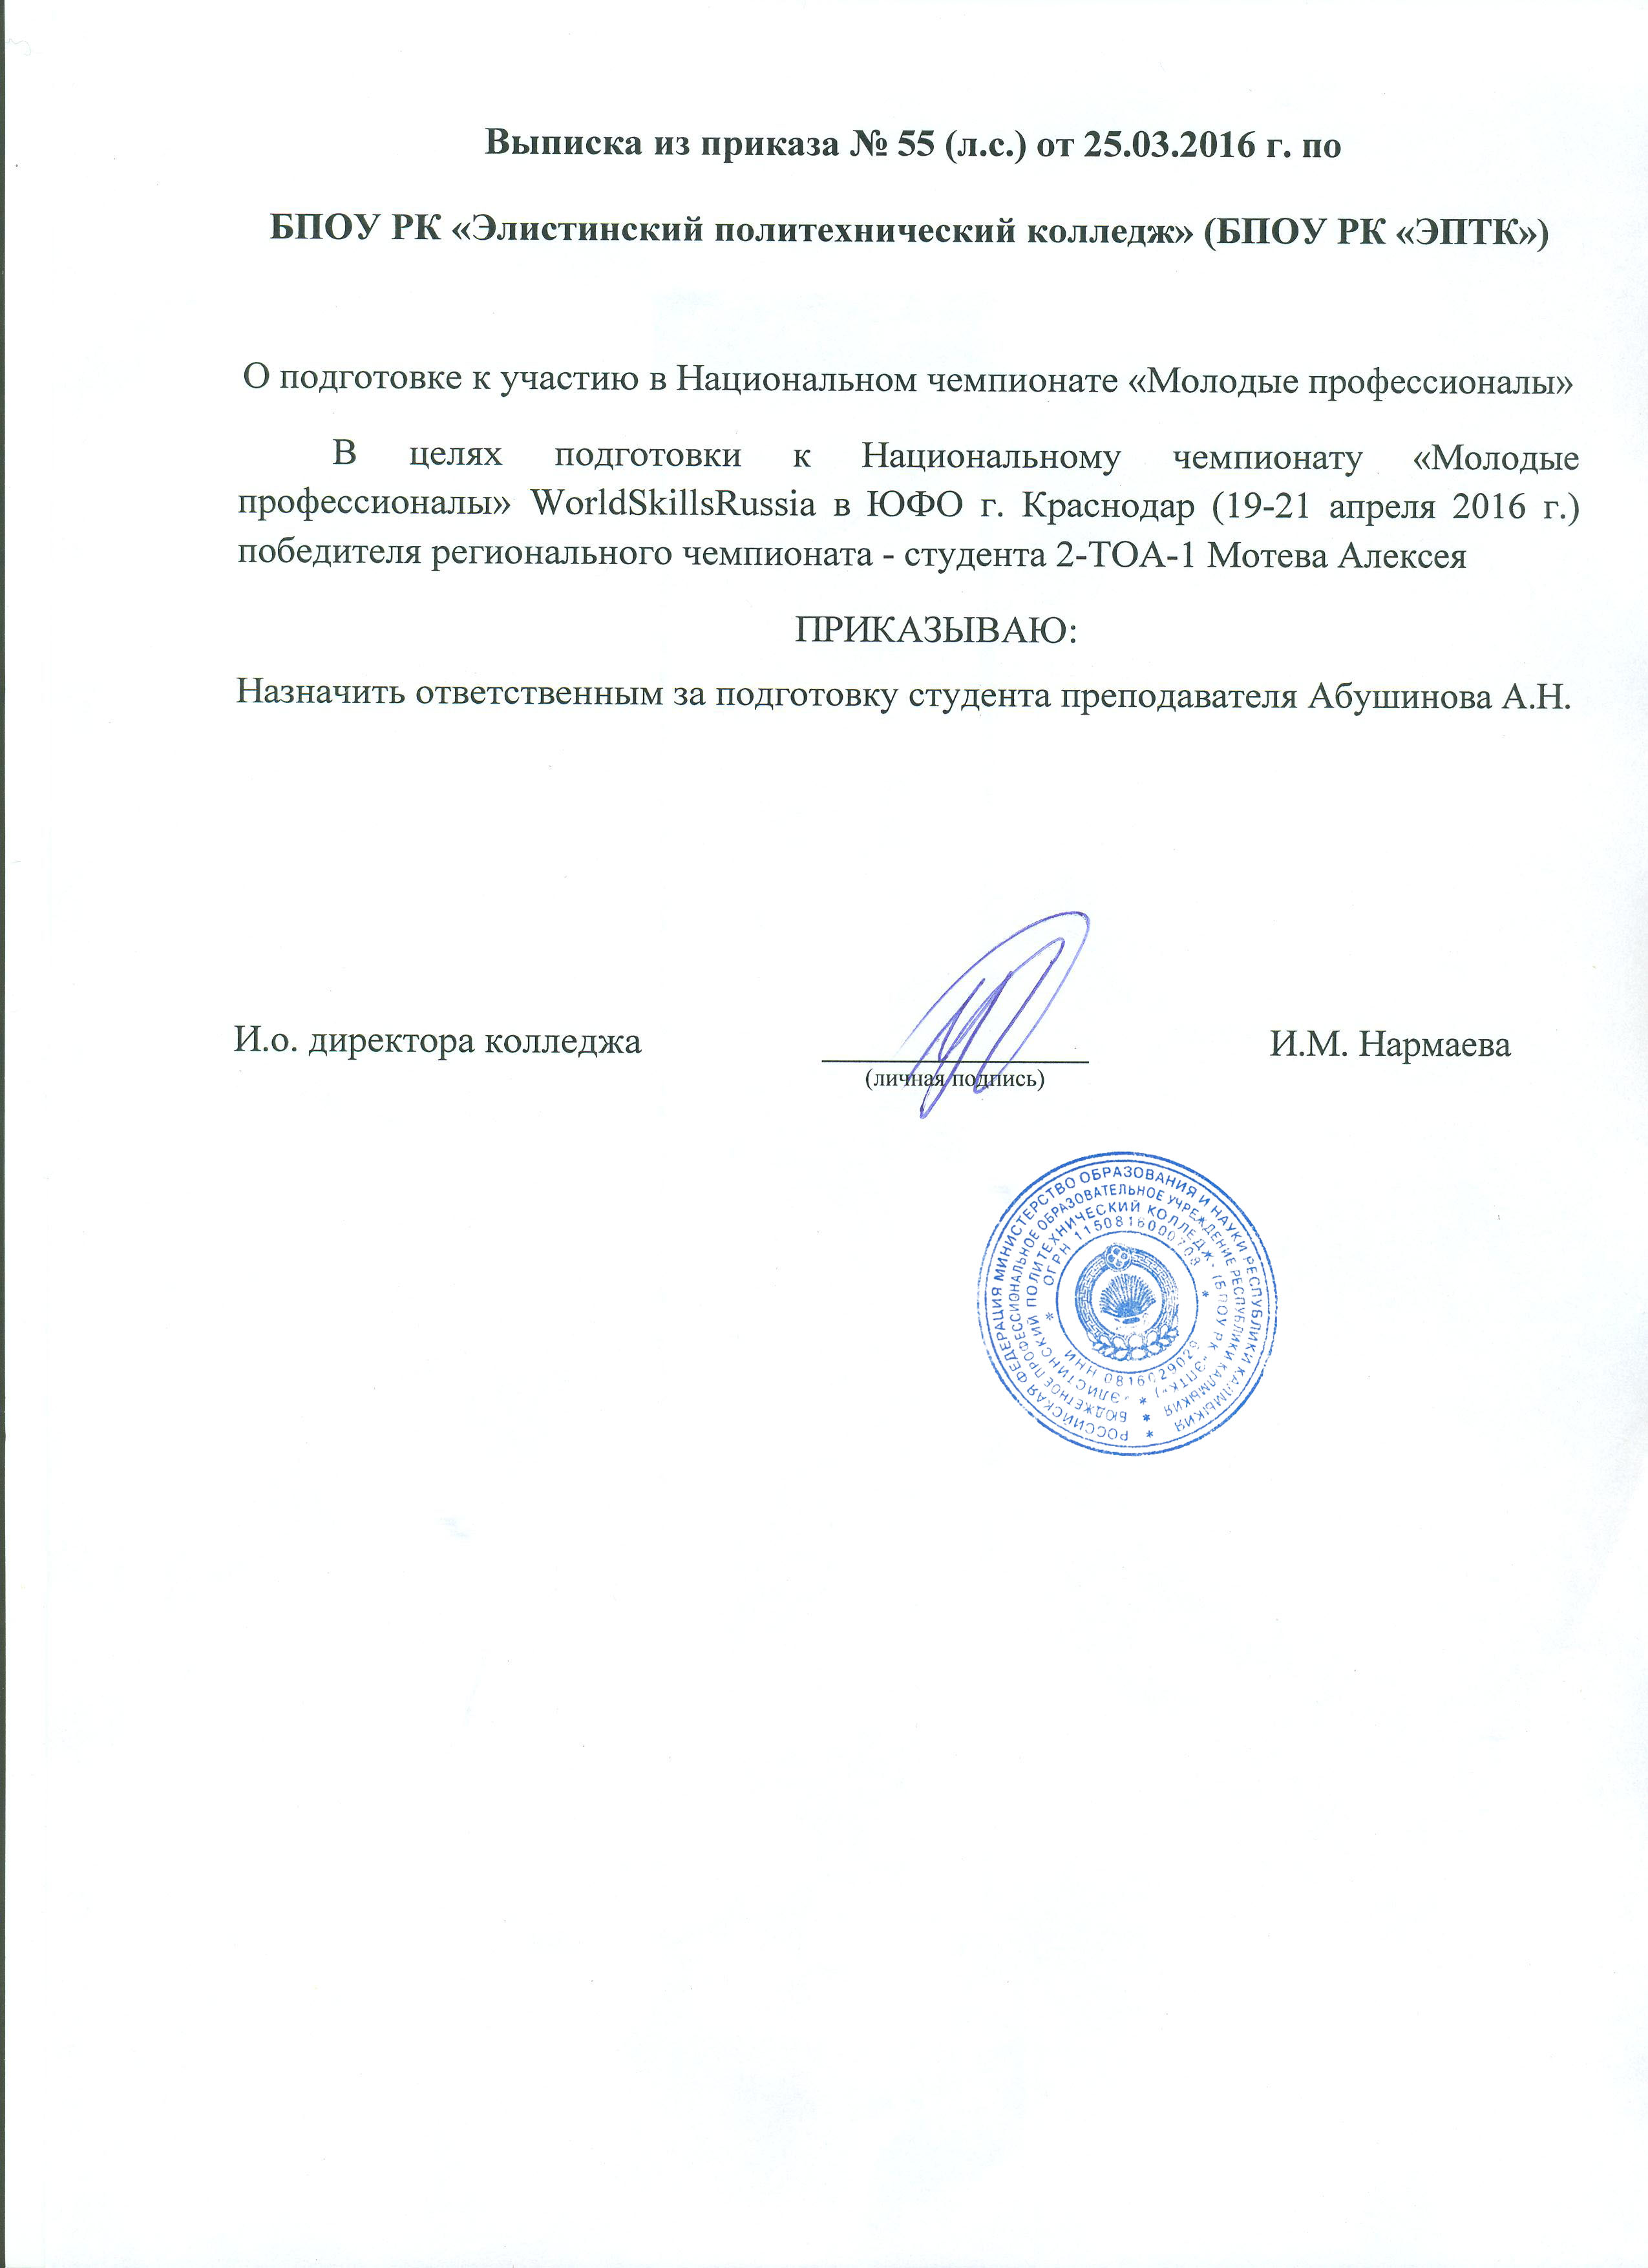 Выписка из приказа № 55 (л.с.) от 25.03.2016 г. по
БПОУ РК «Элистинский политехнический колледж» (БПОУ РК «ЭПТК»)
О подготовке к участию в Национальном чемпионате «Молодые профессионалы»
В целях подготовки к Национальному чемпионату «Молодые
профессионалы» WorldSkillsRussia в ЮФО г. Краснодар (19-21 апреля 2016 г.)
победителя регионального чемпионата - студента 2-ТОА-1 Мотева Алексея
ПРИКАЗЫВАЮ:
Назначить ответственным за подготовку студента преподавателя Абушинова А.Н.
И.о. директора колледжа И.М. Нармаева
(личная подпись)
* РОССИЙСКАЯ ФЕДЕРАЦИЯ МИНИСТЕРСТВО ОБРАЗОВАНИЯ И НАУКИ РЕСПУБЛИКИ КАЛМЫКИЯ
* БЮДЖЕТНОЕ ПРОФЕССИОНАЛЬНОЕ ОБРАЗОВАТЕЛЬНОЕ УЧРЕЖДЕНИЕ РЕСПУБЛИКИ КАЛМЫКИЯ
* "ЭЛИСТИНСКИЙ ПОЛИТЕХНИЧЕСКИЙ КОЛЛЕДЖ" (БПОУ РК "ЭПТК")
* ОГРН 1150816000708 *
ИНН 0816029029